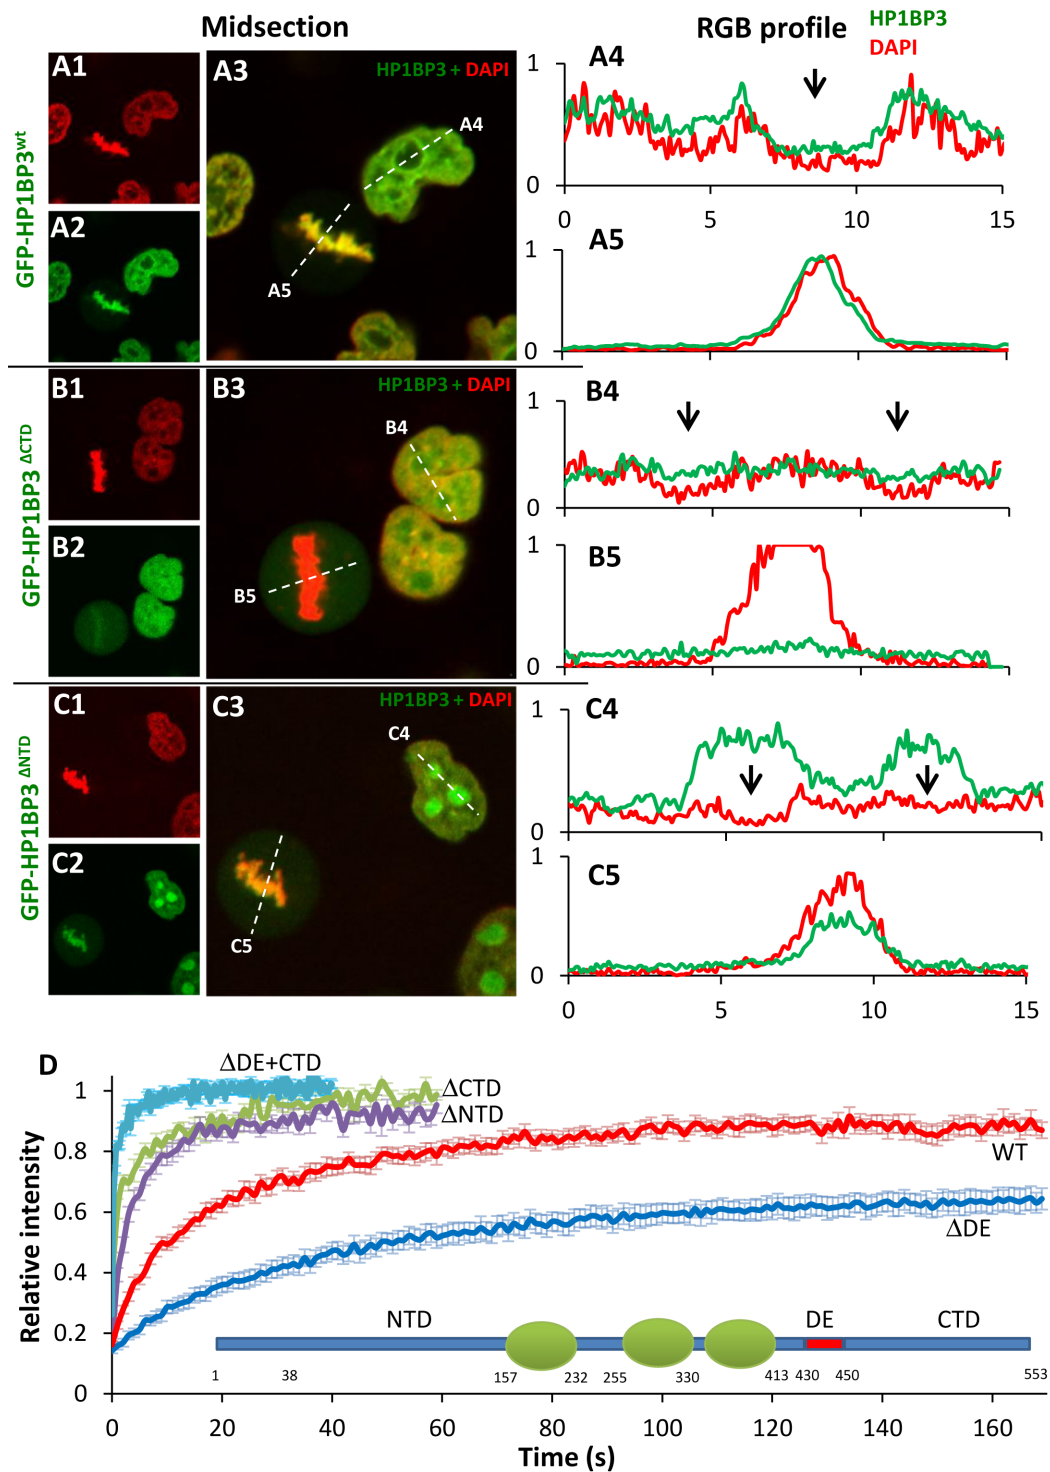 Midsection
RGB profile
HP1BP3
DAPI
GFP-HP1BP3wt
A1
A2
A3
HP1BP3 + DAPI
A4
A5
A4
1
0
0
5
10
15
A5
1
0
GFP-HP1BP3 ΔCTD
B1
B2
B3
HP1BP3 + DAPI
B4
B5
B4
1
0
B5
1
0
GFP-HP1BP3 ΔNTD
C1
C2
C3
HP1BP3 + DAPI
C4
C5
C4
1
0
C5
1
0
0
5
10
15
D
Relative intensity
1
0.8
0.6
0.4
0.2
0
ΔDE+CTD
ΔCTD
ΔNTD
WT
ΔDE
NTD
DE
CTD
1
38
157
232
255
330
413
430
450
553
0
20
40
60
80
100
120
140
160
Time (s)